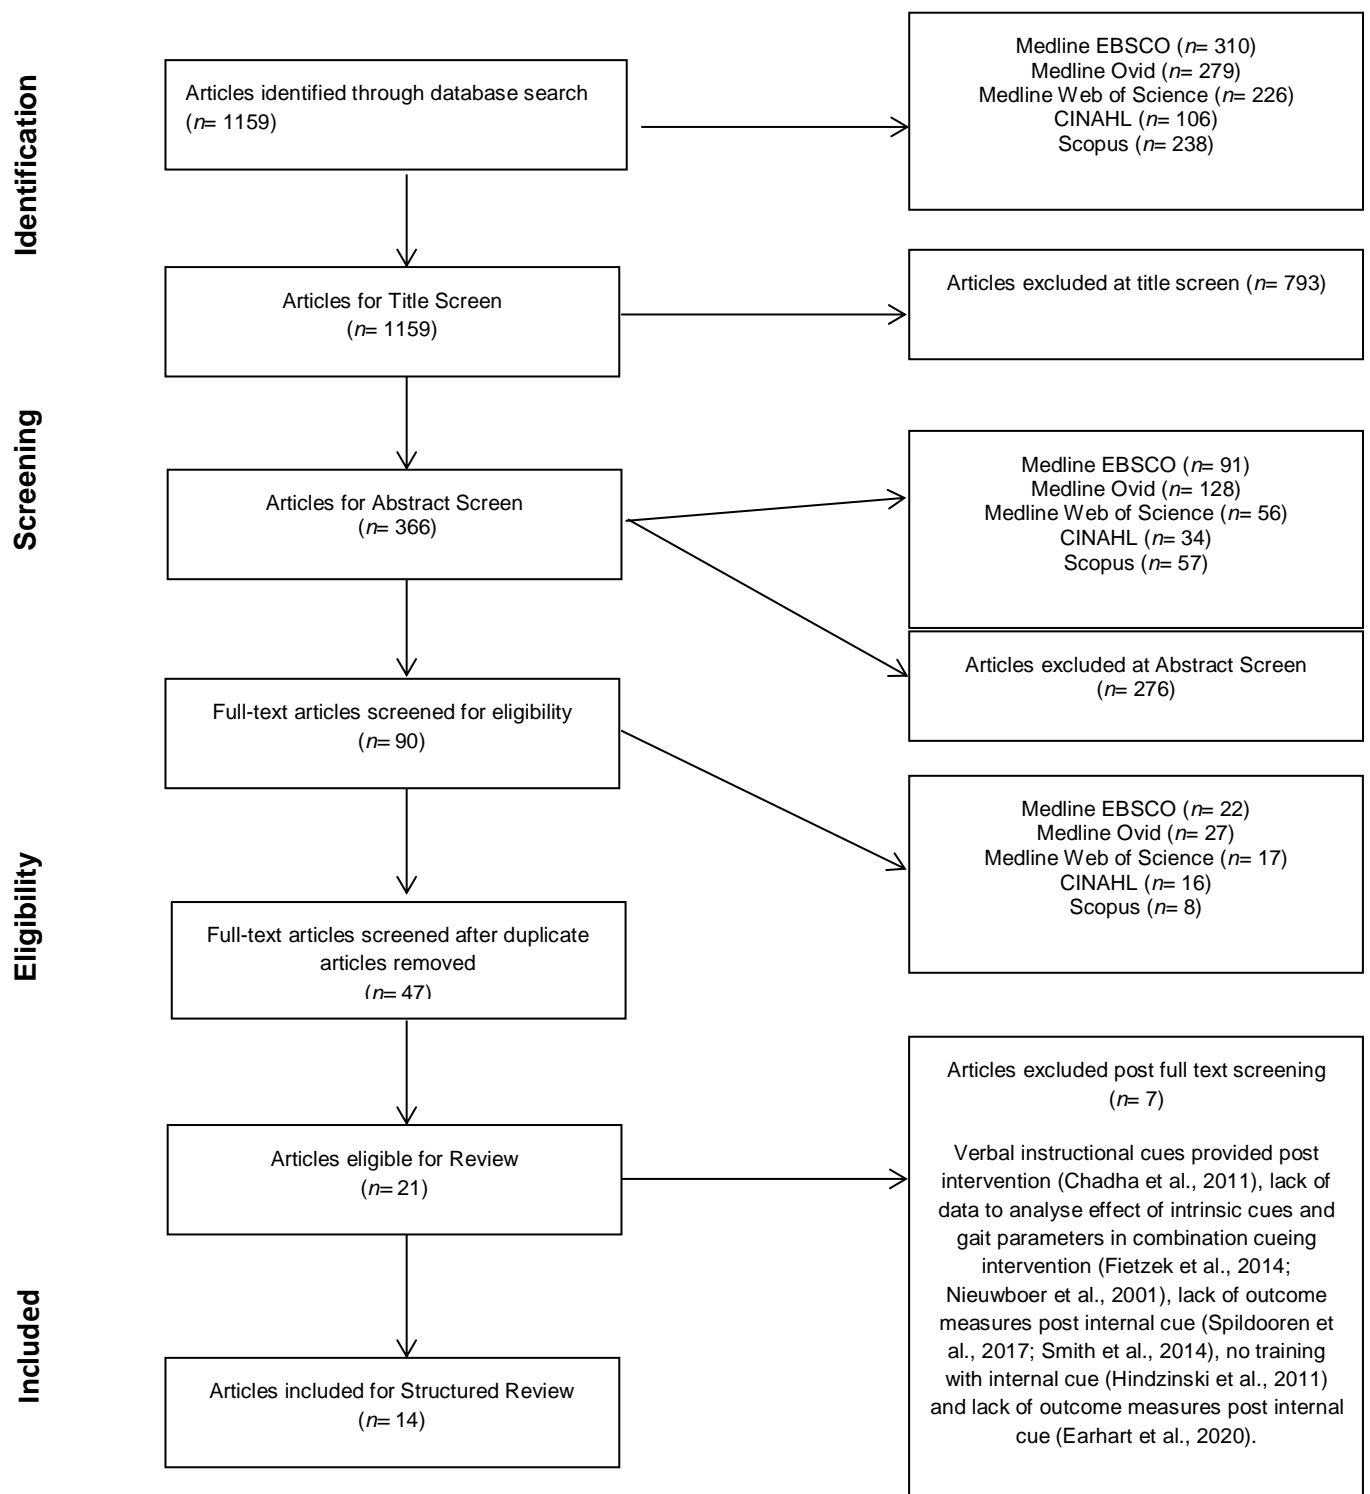 Identification
Articles identified through database search
(n= 1159)
Medline EBSCO (n= 310)
Medline Ovid (n= 279)
Medline Web of Science (n= 226)
CINAHL (n= 106)
Scopus (n= 238)
Articles for Title Screen
(n= 1159)
Articles excluded at title screen (n= 793)
Screening
Articles for Abstract Screen
(n= 366)
Medline EBSCO (n= 91)
Medline Ovid (n= 128)
Medline Web of Science (n= 56)
CINAHL (n= 34)
Scopus (n= 57)
Articles excluded at Abstract Screen
(n= 276)
Full-text articles screened for eligibility
(n= 90)
Medline EBSCO (n= 22)
Medline Ovid (n= 27)
Medline Web of Science (n= 17)
CINAHL (n= 16)
Scopus (n= 8)
Eligibility
Full-text articles screened after duplicate
articles removed
(n= 47)
Articles eligible for Review
(n= 21)
Articles excluded post full text screening
(n= 7)
Verbal instructional cues provided post
intervention (Chadha et al., 2011), lack of
data to analyse effect of intrinsic cues and
gait parameters in combination cueing
intervention (Fietzek et al., 2014;
Nieuwboer et al., 2001), lack of outcome
measures post internal cue (Spildooren et
al., 2017; Smith et al., 2014), no training
with internal cue (Hindzinski et al., 2011)
and lack of outcome measures post internal
cue (Earhart et al., 2020).
Included
Articles included for Structured Review
(n= 14)